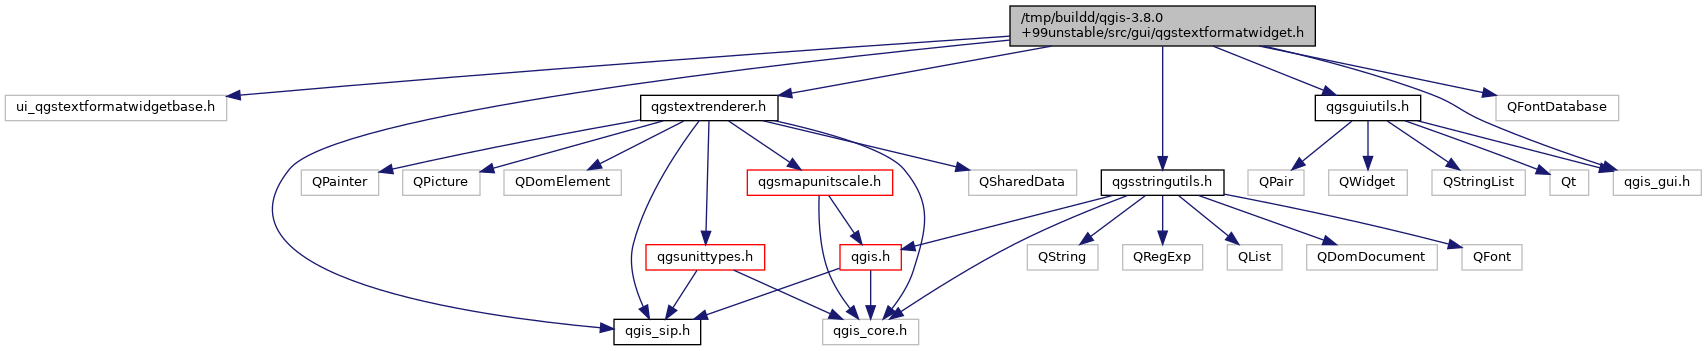 /tmp/buildd/qgis-3.8.0
+99unstable/src/gui/qgstextformatwidget.h
ui_qgstextformatwidgetbase.h
qgstextrenderer.h
qgsguiutils.h
QFontDatabase
QPainter
QPicture
QDomElement
qgsmapunitscale.h
QSharedData
qgsstringutils.h
QPair
QWidget
QStringList
Qt
qgis_gui.h
qgsunittypes.h
qgis.h
QString
QRegExp
QList
QDomDocument
QFont
qgis_sip.h
qgis_core.h